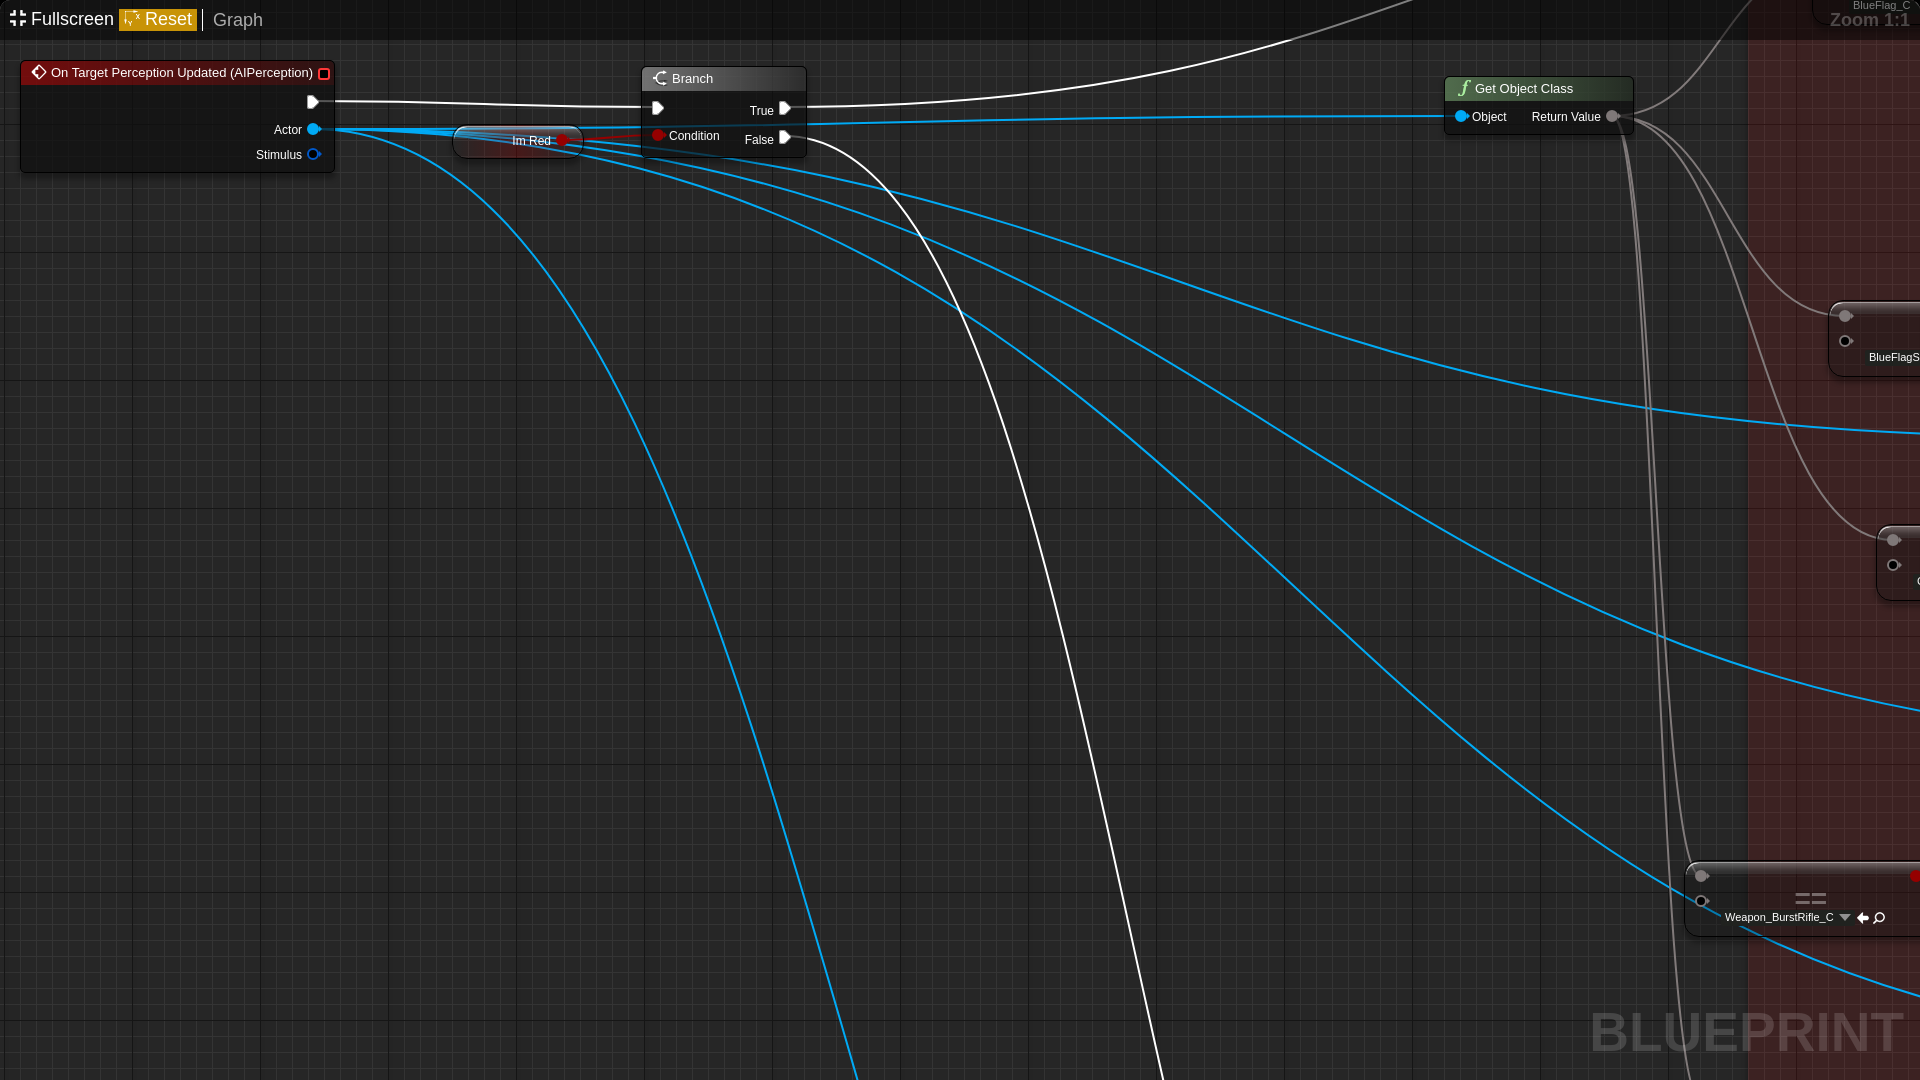 Fullscreen Reset Graph
BlueFlag_C
Zoom 1:1
On Target Perception Updated (AIPerception)
Actor
Stimulus
Im Red
Branch
True
Condition
False
Get Object Class
Object Return Value
BlueFlagS
Weapon_BurstRifle_C
BLUEPRINT